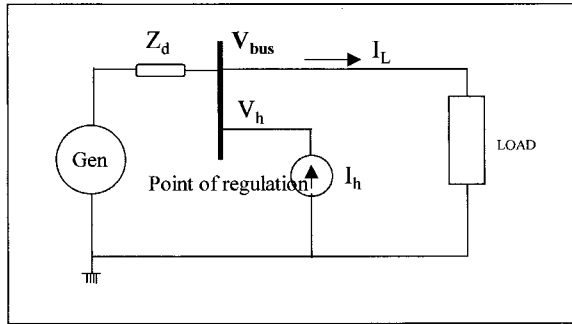 Z_d
V_bus
I_L
V_h
Gen
LOAD
Point of regulation
I_h